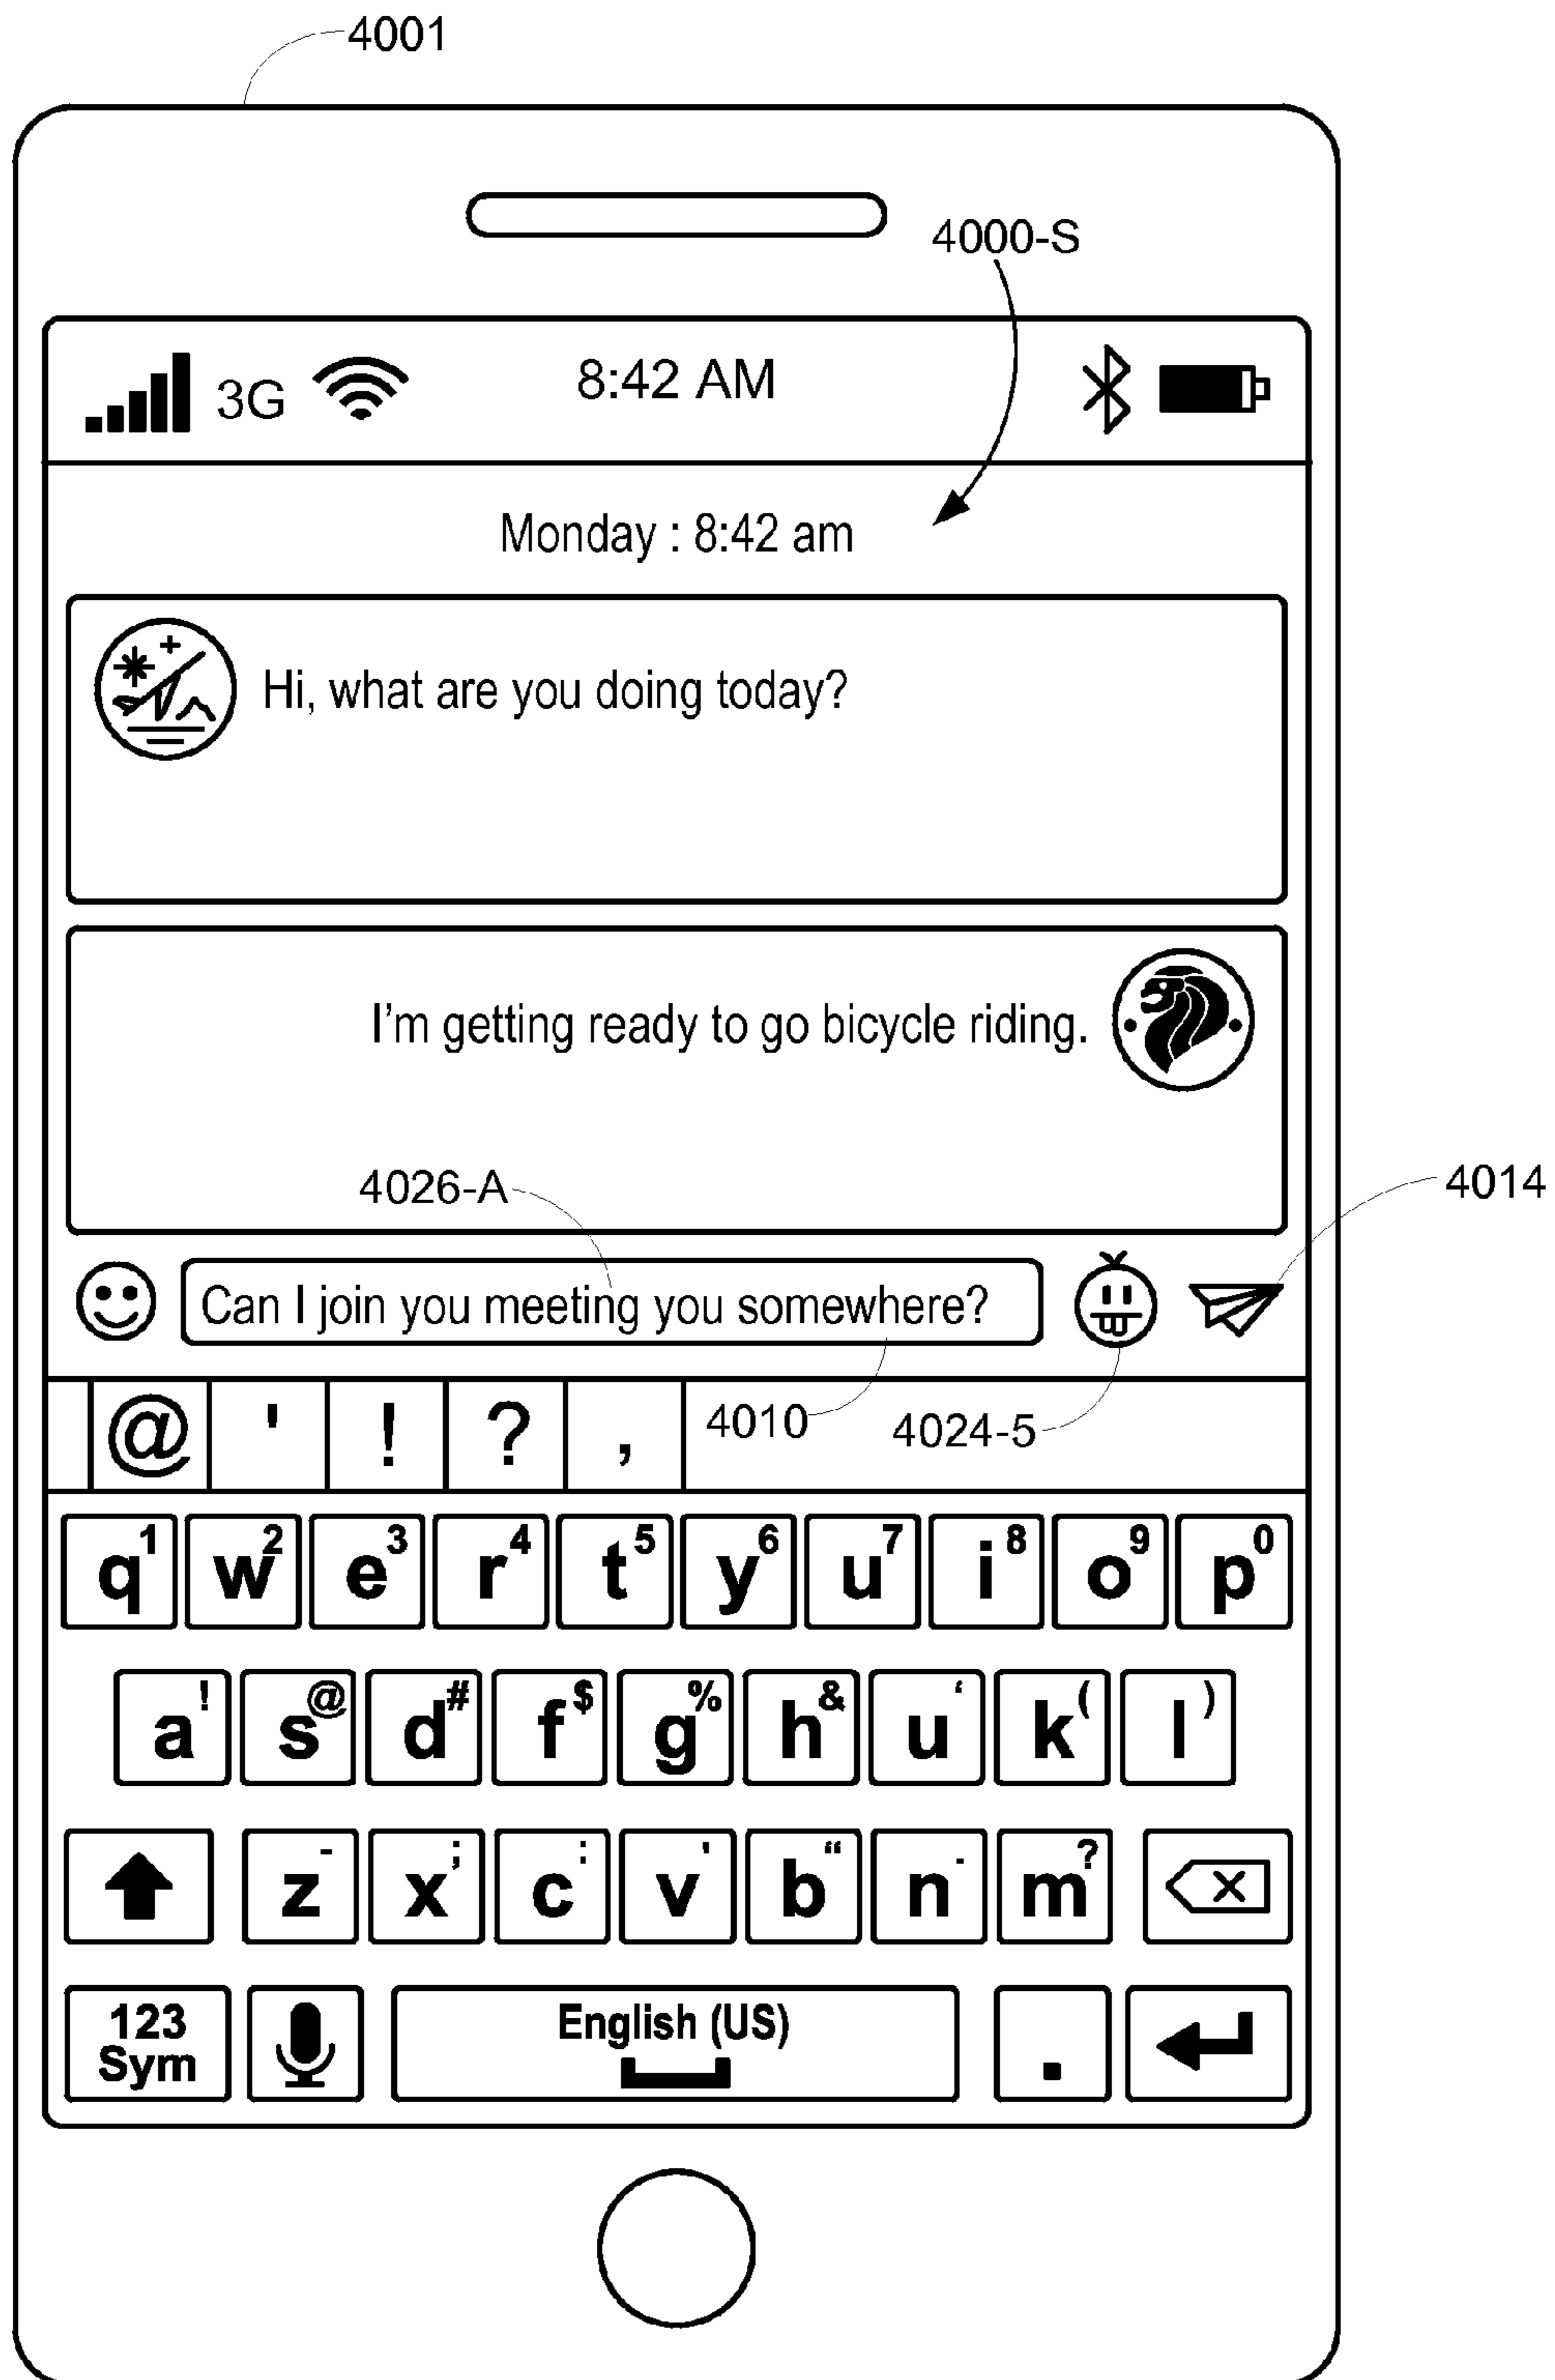 4001
4000-S
3G 8:42 AM
Monday : 8:42 am
Hi, what are you doing today?
I'm getting ready to go bicycle riding.
4026-A
4014
Can I join you meeting you somewhere?
@ ' ! ? , 4010 4024-5
q1 w2 e3 r4 t5 y6 u7 i8 o9 p0
a! s@ d# f$ g% h& u‘ k( l)
z- x; c: v' b“ n. m?
123 English (US) .
Sym